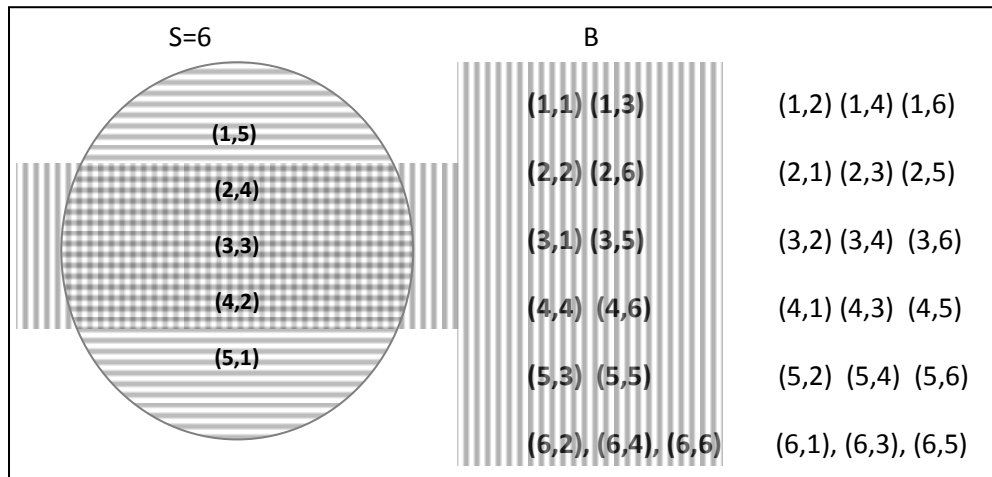 S=6 B
(1,1) (1,3) (1,2) (1,4) (1,6)
(1,5)
(2,2) (2,6) (2,1) (2,3) (2,5)
(2,4)
(3,3) (3,1) (3,5) (3,2) (3,4) (3,6)
(4,2) (4,4) (4,6) (4,1) (4,3) (4,5)
(5,1)
(5,3) (5,5) (5,2) (5,4) (5,6)
(6,2), (6,4), (6,6) (6,1), (6,3), (6,5)